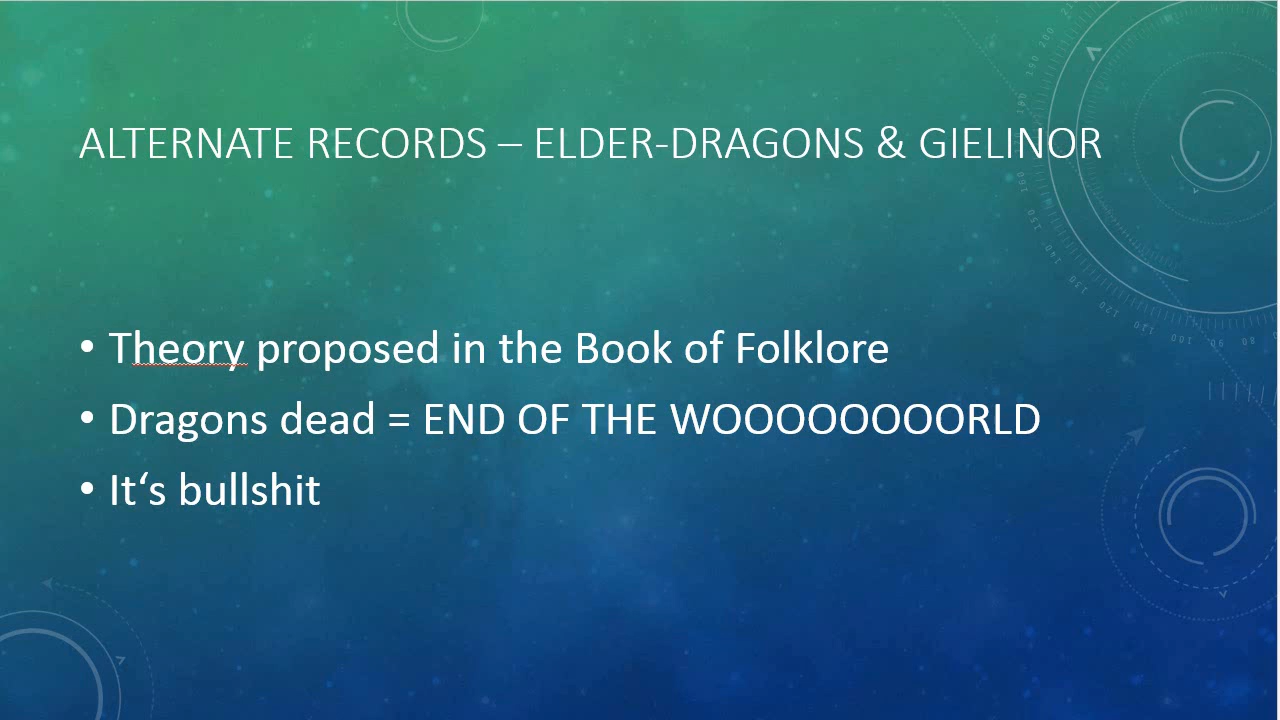 ALTERNATE RECORDS – ELDER-DRAGONS & GIELINOR
• Theory proposed in the Book of Folklore
• Dragons dead = END OF THE WOOOOOOOORLD
• It‘s bullshit